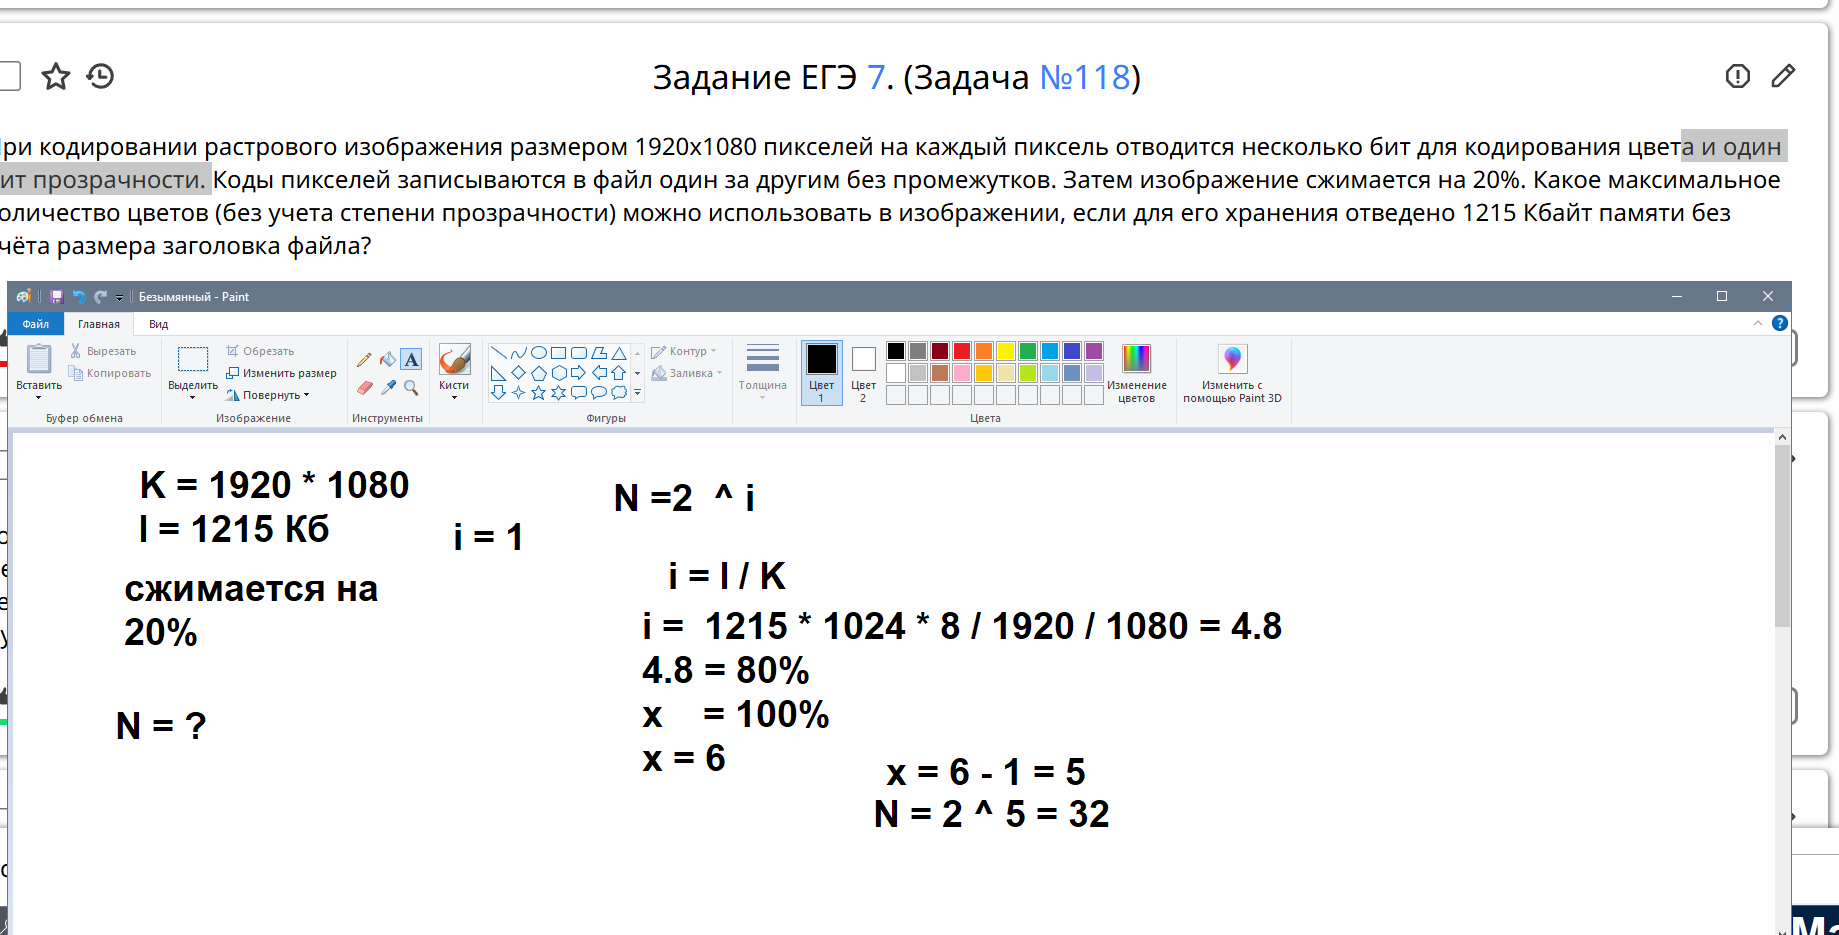 Задание ЕГЭ 7. (Задача №118)
ри кодировании растрового изображения размером 1920x1080 пикселей на каждый пиксель отводится несколько бит для кодирования цвета и один
ит прозрачности. Коды пикселей записываются в файл один за другим без промежутков. Затем изображение сжимается на 20%. Какое максимальное
оличество цветов (без учета степени прозрачности) можно использовать в изображении, если для его хранения отведено 1215 Кбайт памяти без
чёта размера заголовка файла?
Безымянный - Paint
Файл Главная Вид
Вставить
Вырезать
Копировать
Буфер обмена
Выделить
Обрезать
Изменить размер
Повернуть
Изображение
Инструменты
Кисти
Контур
Заливка
Фигуры
Толщина
Цвет 1
Цвет 2
Изменение цветов
Цвета
Изменить с помощью Paint 3D
K = 1920 * 1080
I = 1215 Кб
i = 1
сжимается на
20%
N = ?
N =2 ^ i
i = I / K
i = 1215 * 1024 * 8 / 1920 / 1080 = 4.8
4.8 = 80%
x = 100%
x = 6
x = 6 - 1 = 5
N = 2 ^ 5 = 32